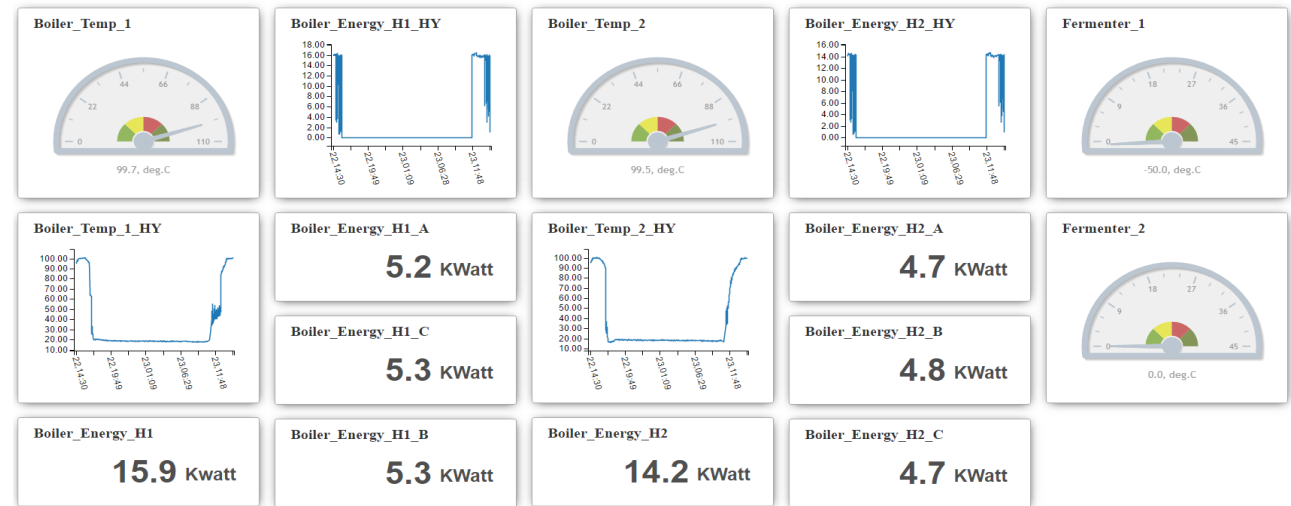 Boiler_Temp_1
0
22
44
66
88
110
99.7, deg.C
Boiler_Energy_H1_HY
18.00
16.00
14.00
12.00
10.00
8.00
6.00
4.00
2.00
0.00
22:14:30
22:19:49
23:01:09
23:06:28
23:11:48
Boiler_Temp_2
0
22
44
66
88
110
99.5, deg.C
Boiler_Energy_H2_HY
16.00
14.00
12.00
10.00
8.00
6.00
4.00
2.00
0.00
22:14:30
22:19:49
23:01:09
23:06:28
23:11:48
Fermenter_1
0
9
18
27
36
45
-50.0, deg.C
Boiler_Temp_1_HY
100.00
90.00
80.00
70.00
60.00
50.00
40.00
30.00
20.00
10.00
22:14:30
22:19:49
23:01:09
23:06:28
23:11:48
Boiler_Energy_H1_A
5.2 KWatt
Boiler_Energy_H1_C
5.3 KWatt
Boiler_Temp_2_HY
100.00
90.00
80.00
70.00
60.00
50.00
40.00
30.00
20.00
10.00
22:14:30
22:19:49
23:01:09
23:06:29
23:11:48
Boiler_Energy_H2_A
4.7 KWatt
Boiler_Energy_H2_B
4.8 KWatt
Fermenter_2
0
9
18
27
36
45
0.0, deg.C
Boiler_Energy_H1
15.9 Kwatt
Boiler_Energy_H1_B
5.3 KWatt
Boiler_Energy_H2
14.2 Kwatt
Boiler_Energy_H2_C
4.7 KWatt